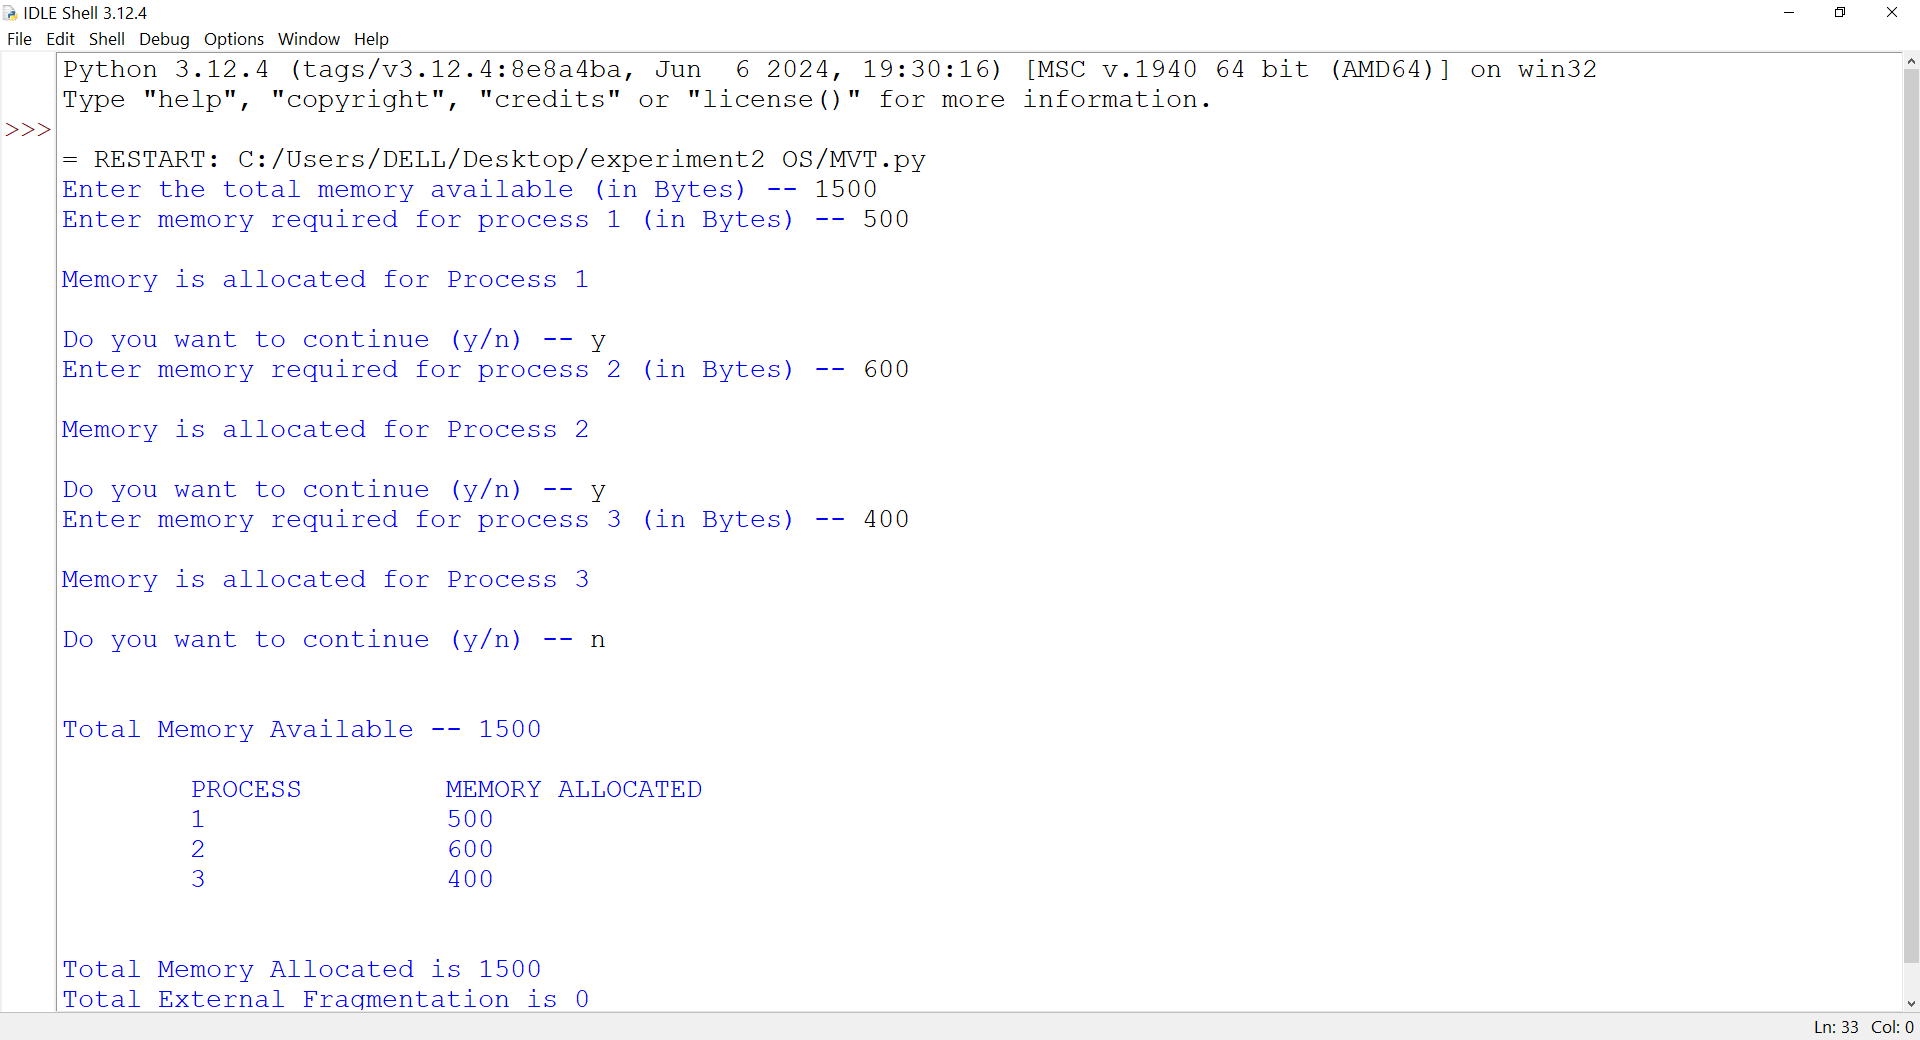 IDLE Shell 3.12.4
File Edit Shell Debug Options Window Help
Python 3.12.4 (tags/v3.12.4:8e8a4ba, Jun  6 2024, 19:30:16) [MSC v.1940 64 bit (AMD64)] on win32
Type "help", "copyright", "credits" or "license()" for more information.
>>>
= RESTART: C:/Users/DELL/Desktop/experiment2 OS/MVT.py
Enter the total memory available (in Bytes) -- 1500
Enter memory required for process 1 (in Bytes) -- 500
Memory is allocated for Process 1
Do you want to continue (y/n) -- y
Enter memory required for process 2 (in Bytes) -- 600
Memory is allocated for Process 2
Do you want to continue (y/n) -- y
Enter memory required for process 3 (in Bytes) -- 400
Memory is allocated for Process 3
Do you want to continue (y/n) -- n
Total Memory Available -- 1500
PROCESS MEMORY ALLOCATED
1 500
2 600
3 400
Total Memory Allocated is 1500
Total External Fragmentation is 0
Ln: 33 Col: 0